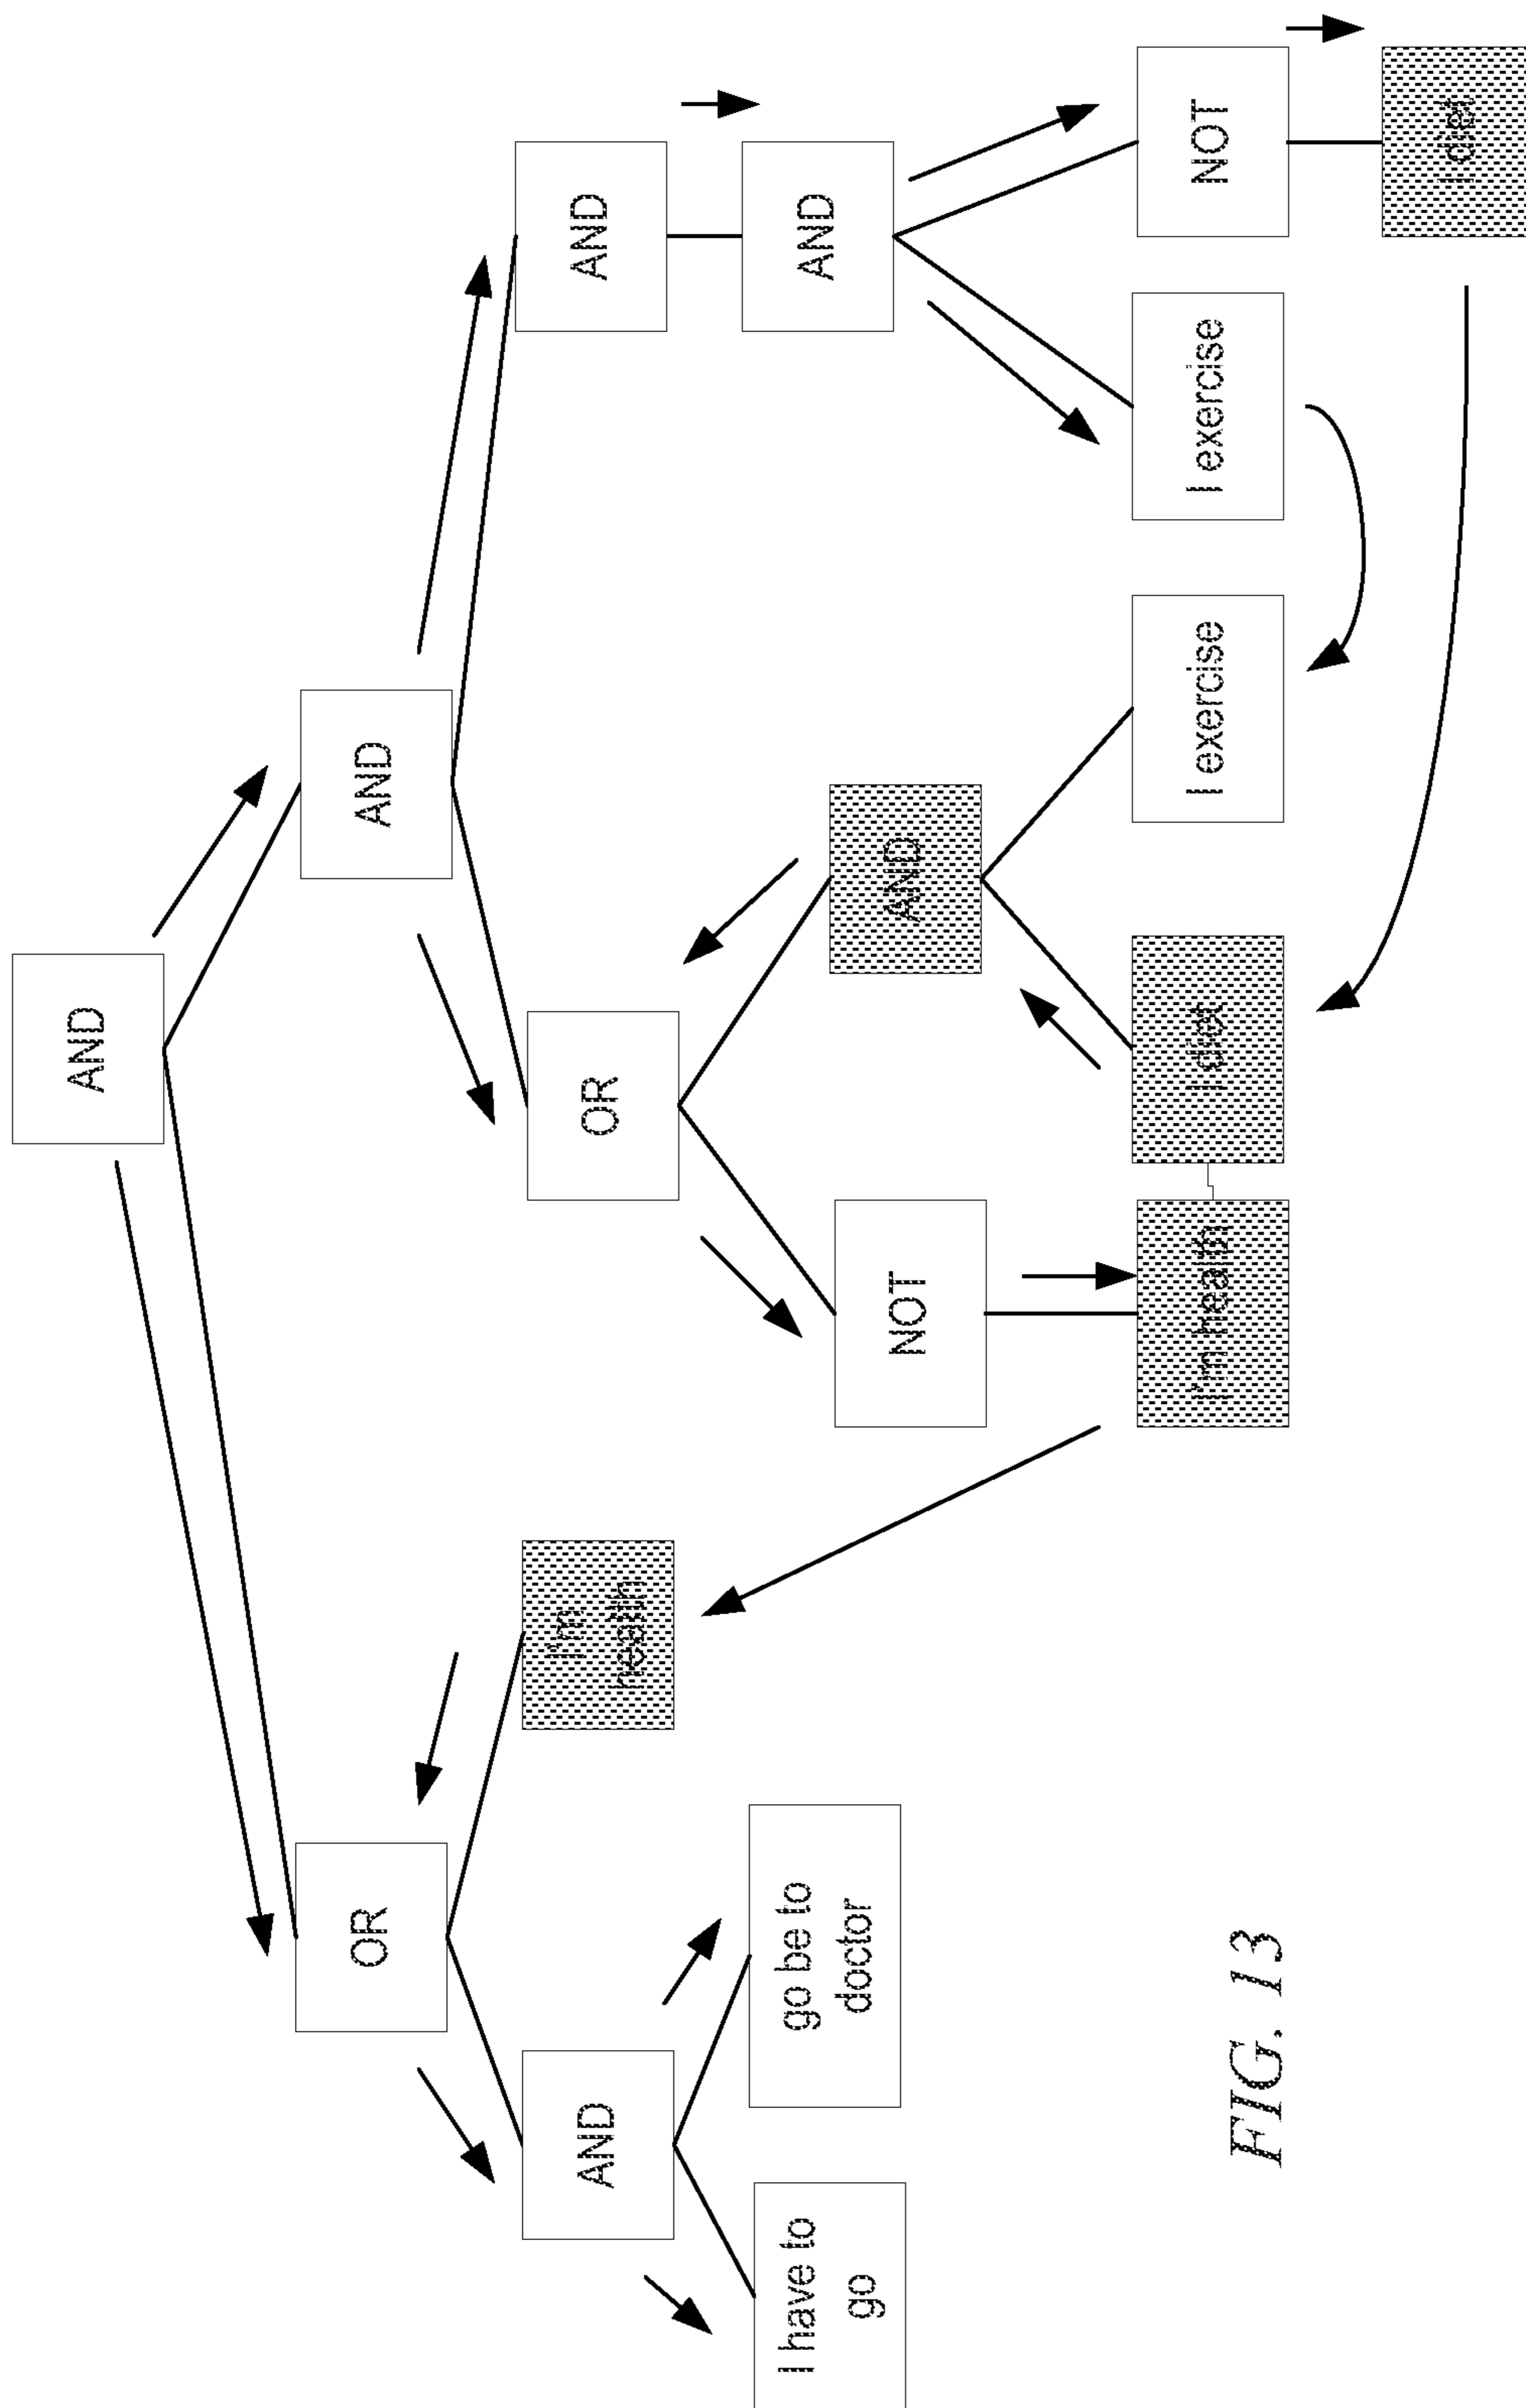 AND
OR
AND
AND
I'm
health
OR
AND
I have to
go
go be to
doctor
NOT
AND
AND
I'm health
I diet
I exercise
I exercise
NOT
I diet
FIG. 13